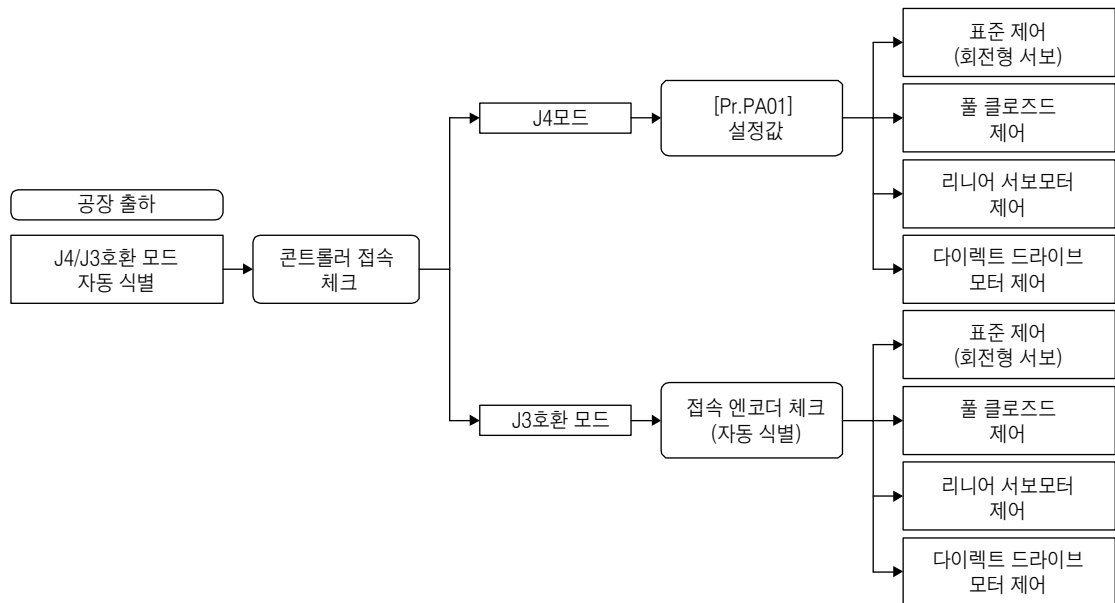 공장 출하
J4/J3호환 모드
자동 식별
콘트롤러 접속
체크
J4모드
[Pr.PA01]
설정값
표준 제어
(회전형 서보)
풀 클로즈드
제어
리니어 서보모터
제어
다이렉트 드라이브
모터 제어
J3호환 모드
접속 엔코더 체크
(자동 식별)
표준 제어
(회전형 서보)
풀 클로즈드
제어
리니어 서보모터
제어
다이렉트 드라이브
모터 제어